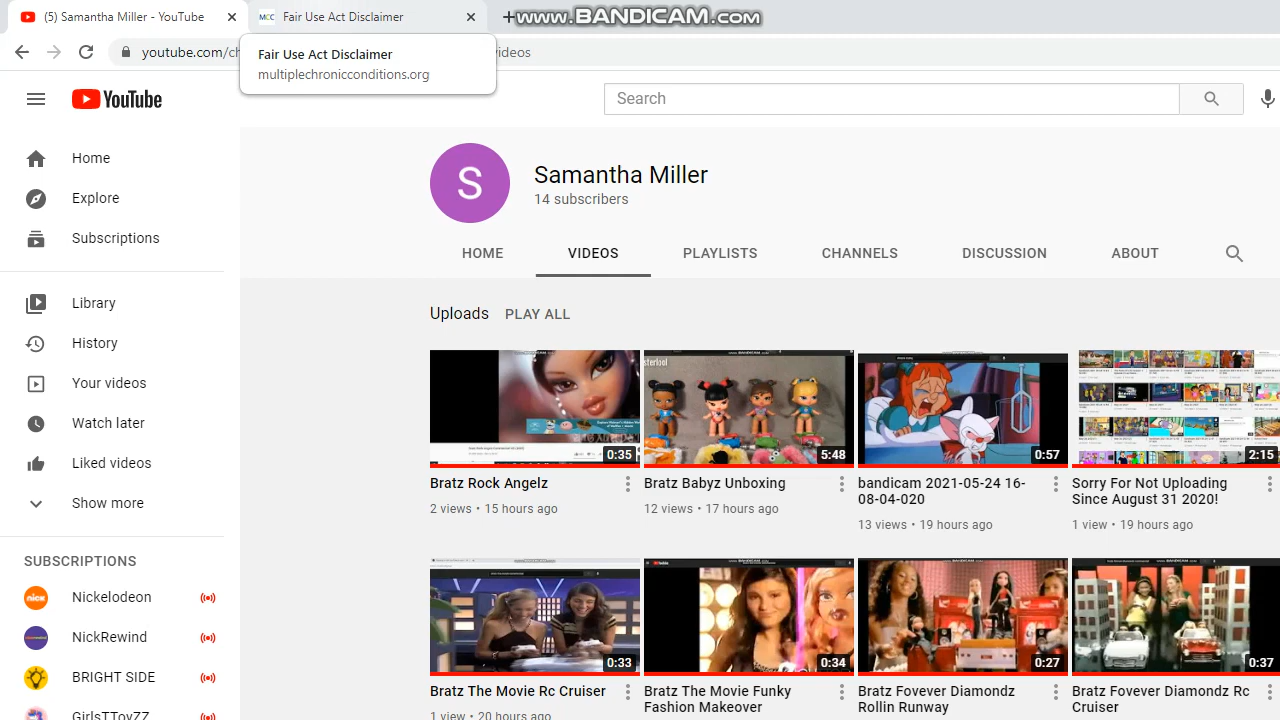 (5) Samantha Miller - YouTube
Fair Use Act Disclaimer
www.BANDICAM.com
youtube.com/ch
videos
Fair Use Act Disclaimer
multiplechronicconditions.org
YouTube
Search
Home
Explore
Subscriptions
Library
History
Your videos
Watch later
Liked videos
Show more
SUBSCRIPTIONS
Nickelodeon
NickRewind
BRIGHT SIDE
GirlsTToyZZ
S
Samantha Miller
14 subscribers
HOME VIDEOS PLAYLISTS CHANNELS DISCUSSION ABOUT
Uploads PLAY ALL
0:35 5:48 0:57 2:15
Bratz Rock Angelz
2 views • 15 hours ago
Bratz Babyz Unboxing
12 views • 17 hours ago
bandicam 2021-05-24 16-
08-04-020
13 views • 19 hours ago
Sorry For Not Uploading
Since August 31 2020!
1 view • 19 hours ago
0:33 0:34 0:27 0:37
Bratz The Movie Rc Cruiser
1 view • 20 hours ago
Bratz The Movie Funky
Fashion Makeover
Bratz Fovever Diamondz
Rollin Runway
Bratz Fovever Diamondz Rc
Cruiser